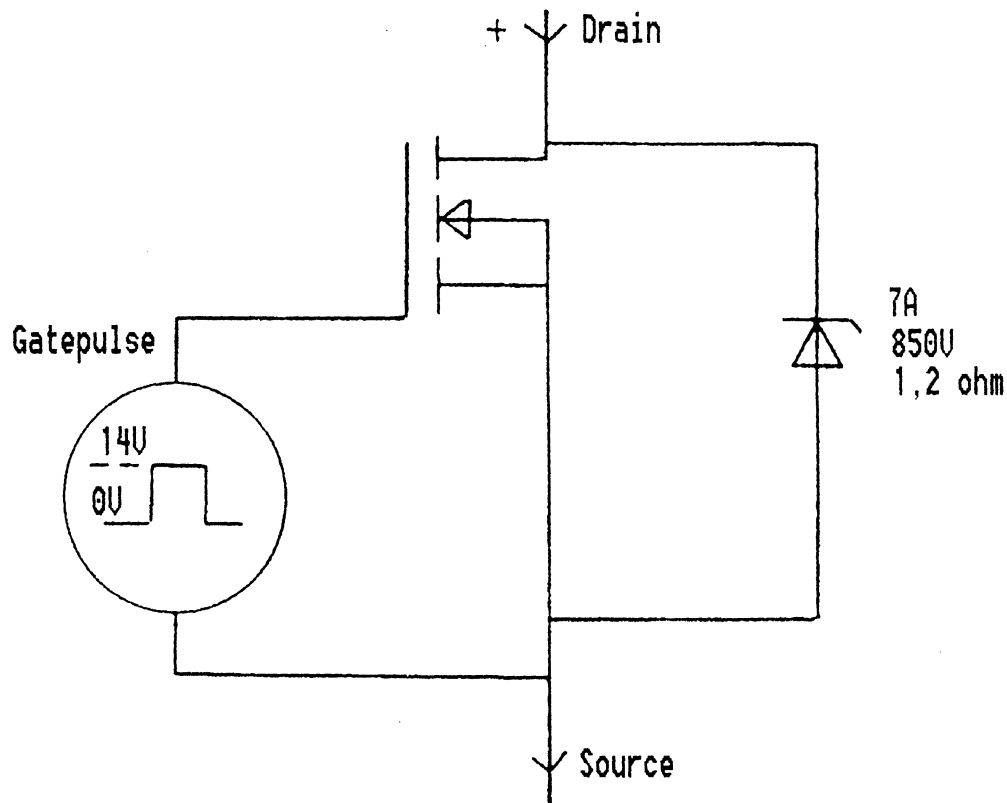 + Drain
Gatepulse
14V
0V
7A
850V
1,2 ohm
Source